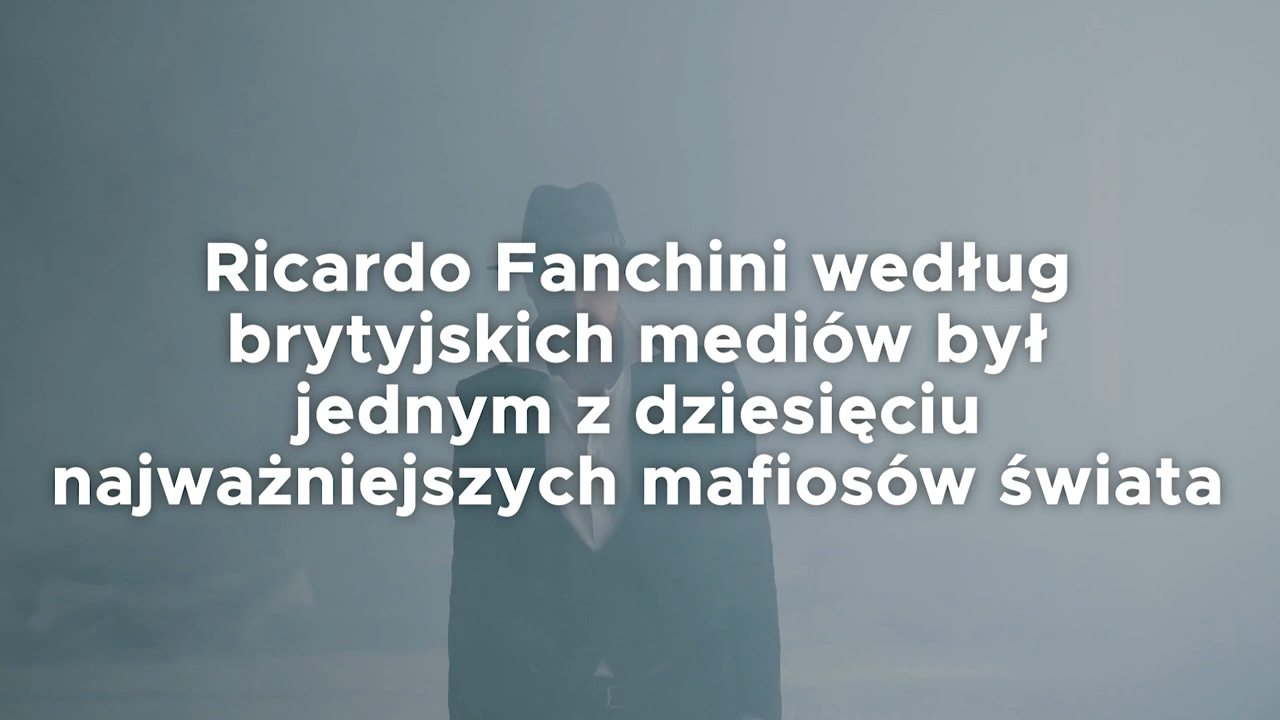 Ricardo Fanchini według
brytyjskich mediów był
jednym z dziesięciu
najważniejszych mafiosów świata